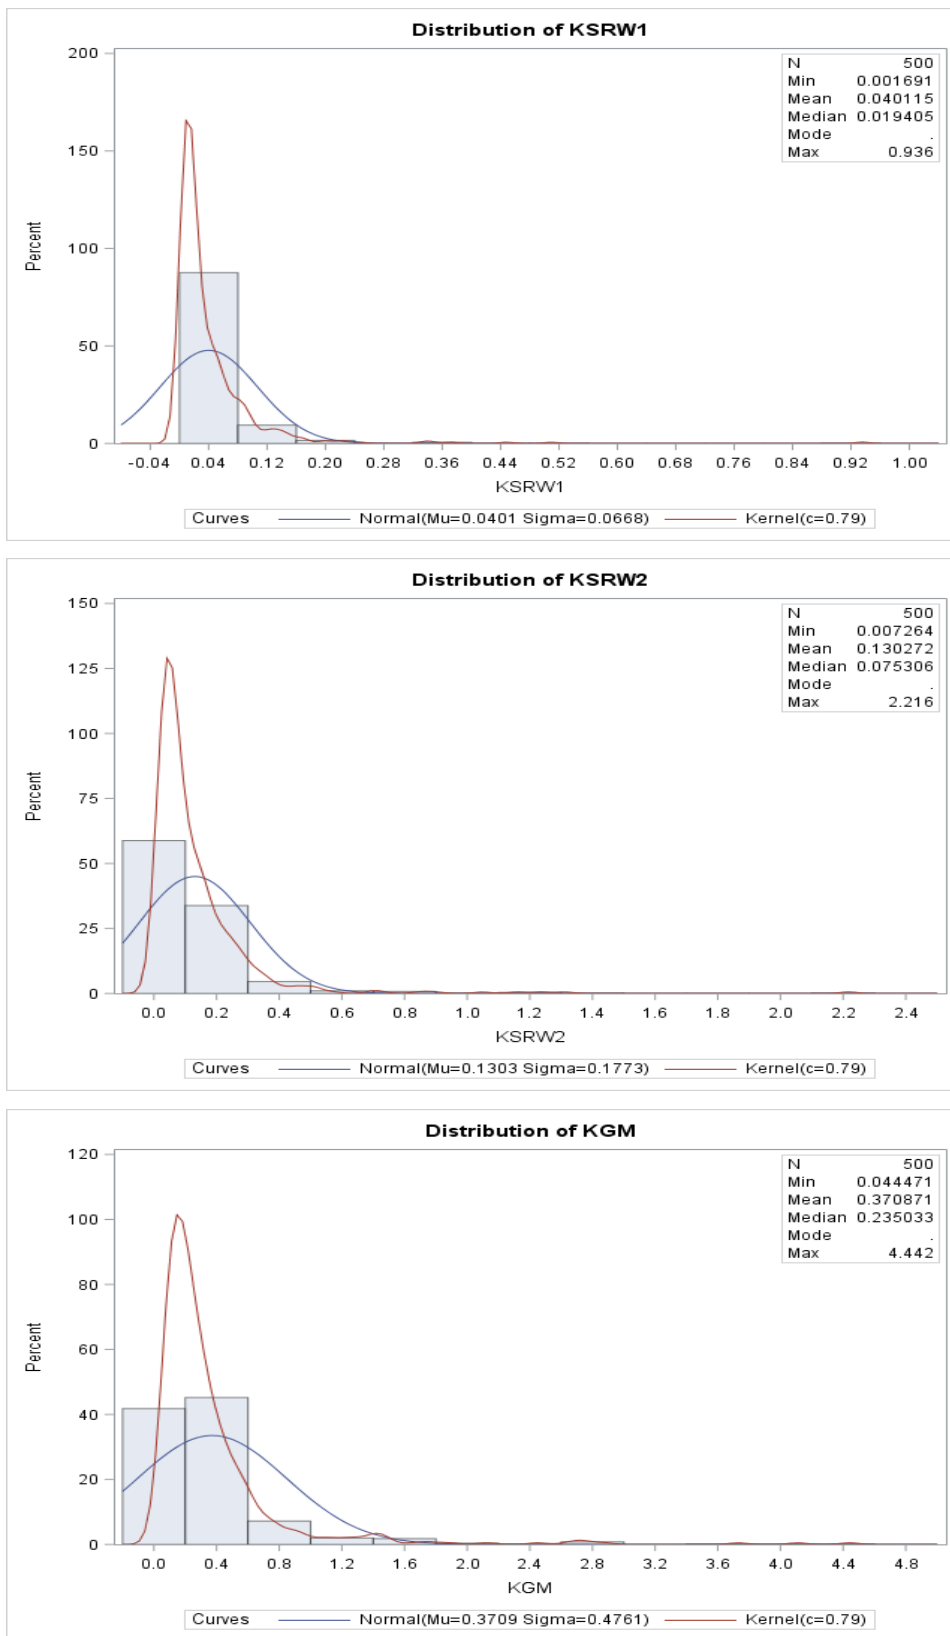 Distribution of KSRW1
200
150
100
50
0
Percent
N 500
Min 0.001691
Mean 0.040115
Median 0.019405
Mode .
Max 0.936
-0.04 0.04 0.12 0.20 0.28 0.36 0.44 0.52 0.60 0.68 0.76 0.84 0.92 1.00
KSRW1
Curves Normal(Mu=0.0401 Sigma=0.0668) Kernel(c=0.79)
Distribution of KSRW2
150
125
100
75
50
25
0
Percent
N 500
Min 0.007264
Mean 0.130272
Median 0.075306
Mode .
Max 2.216
0.0 0.2 0.4 0.6 0.8 1.0 1.2 1.4 1.6 1.8 2.0 2.2 2.4
KSRW2
Curves Normal(Mu=0.1303 Sigma=0.1773) Kernel(c=0.79)
Distribution of KGM
120
100
80
60
40
20
0
Percent
N 500
Min 0.044471
Mean 0.370871
Median 0.235033
Mode .
Max 4.442
0.0 0.4 0.8 1.2 1.6 2.0 2.4 2.8 3.2 3.6 4.0 4.4 4.8
KGM
Curves Normal(Mu=0.3709 Sigma=0.4761) Kernel(c=0.79)